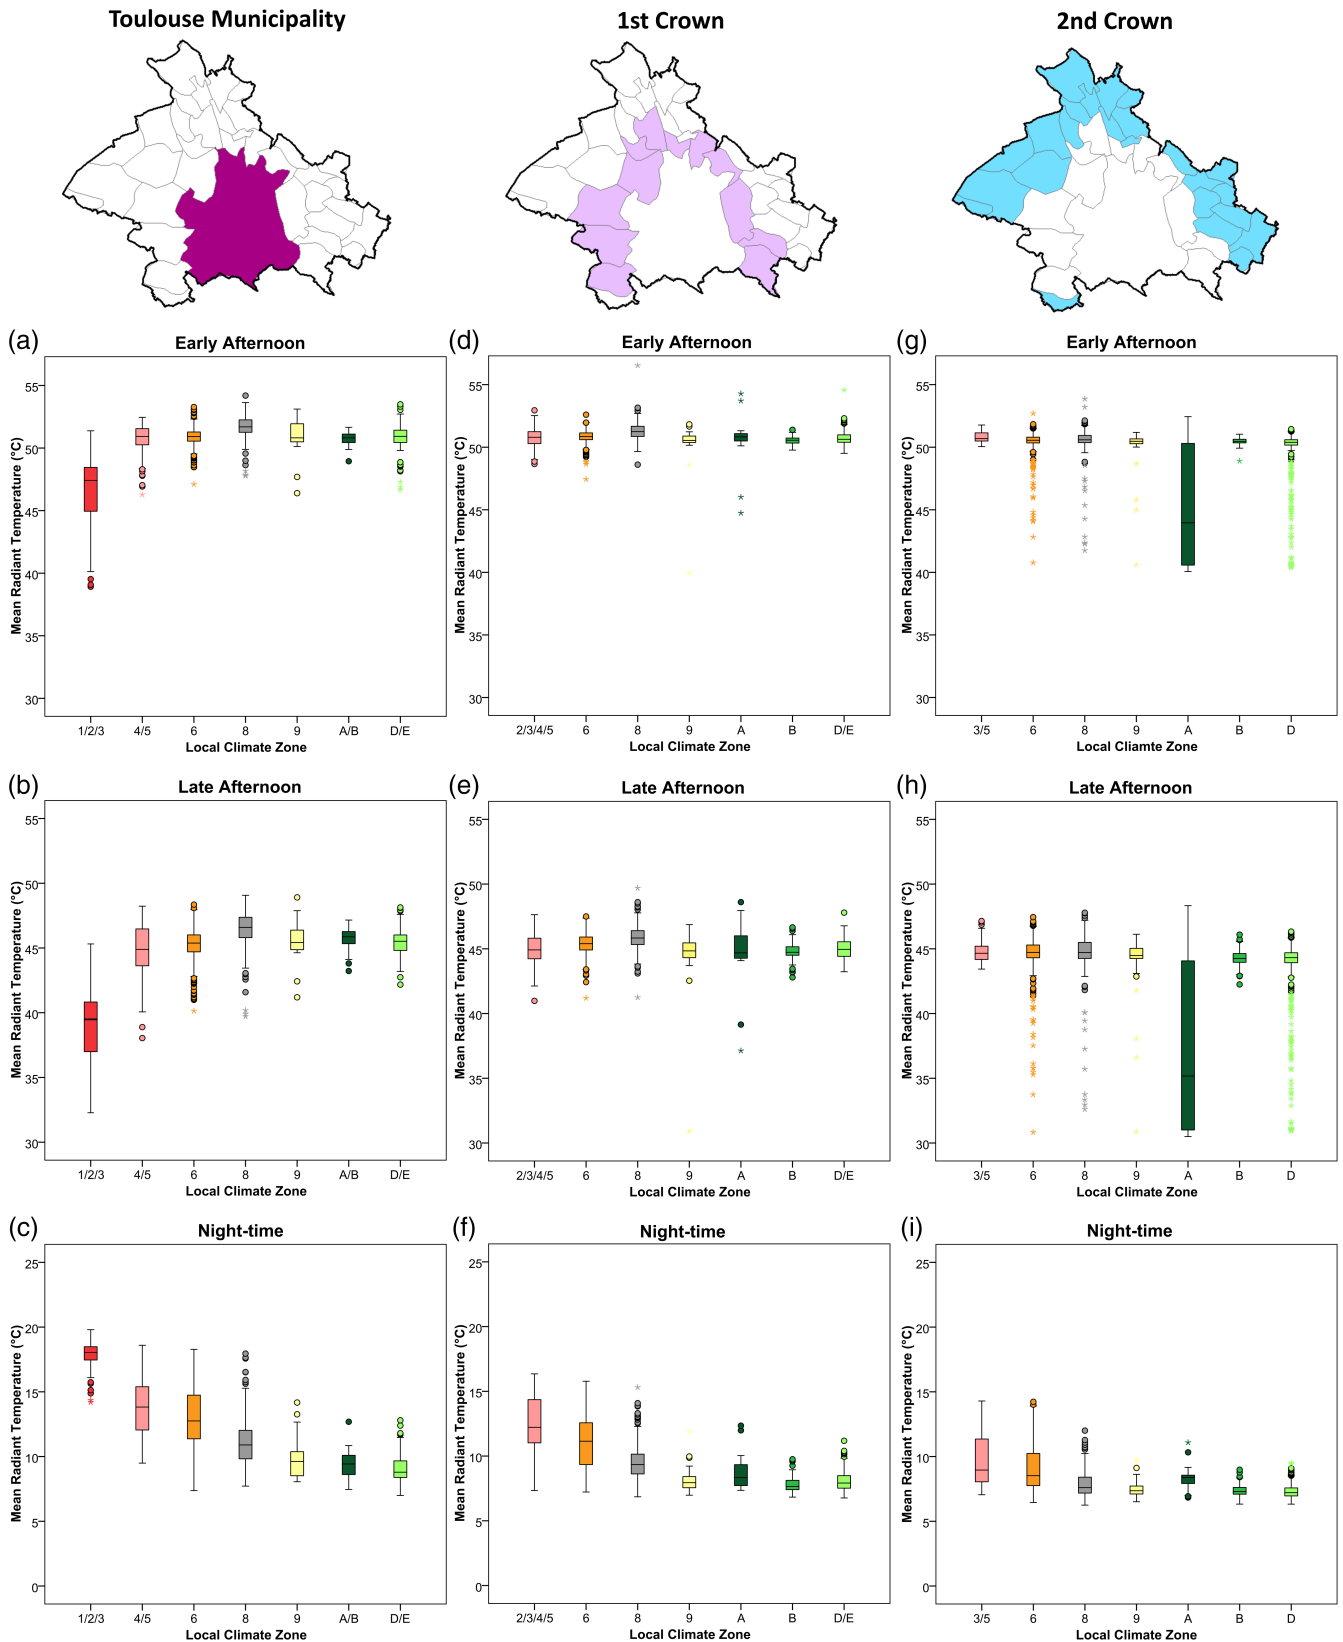 Toulouse Municipality
1st Crown
2nd Crown
(a)
Early Afternoon
Mean Radiant Temperature (°C)
55
50
45
40
35
30
1/2/3
4/5
6
8
9
A/B
D/E
Local Climate Zone
(d)
Early Afternoon
Mean Radiant Temperature (°C)
55
50
45
40
35
30
2/3/4/5
6
8
9
A
B
D/E
Local Climate Zone
(g)
Early Afternoon
Mean Radiant Temperature (°C)
55
50
45
40
35
30
3/5
6
8
9
A
B
D
Local Cliamte Zone
(b)
Late Afternoon
Mean Radiant Temperature (°C)
55
50
45
40
35
30
1/2/3
4/5
6
8
9
A/B
D/E
Local Climate Zone
(e)
Late Afternoon
Mean Radiant Temperature (°C)
55
50
45
40
35
30
2/3/4/5
6
8
9
A
B
D/E
Local Climate Zone
(h)
Late Afternoon
Mean Radiant Temperature (°C)
55
50
45
40
35
30
3/5
6
8
9
A
B
D
Local Climate Zone
(c)
Night-time
Mean Radiant Temperature (°C)
25
20
15
10
5
0
1/2/3
4/5
6
8
9
A/B
D/E
Local Climate Zone
(f)
Night-time
Mean Radiant Temperature (°C)
25
20
15
10
5
0
2/3/4/5
6
8
9
A
B
D/E
Local Climate Zone
(i)
Night-time
Mean Radiant Temperature (°C)
25
20
15
10
5
0
3/5
6
8
9
A
B
D
Local Climate Zone